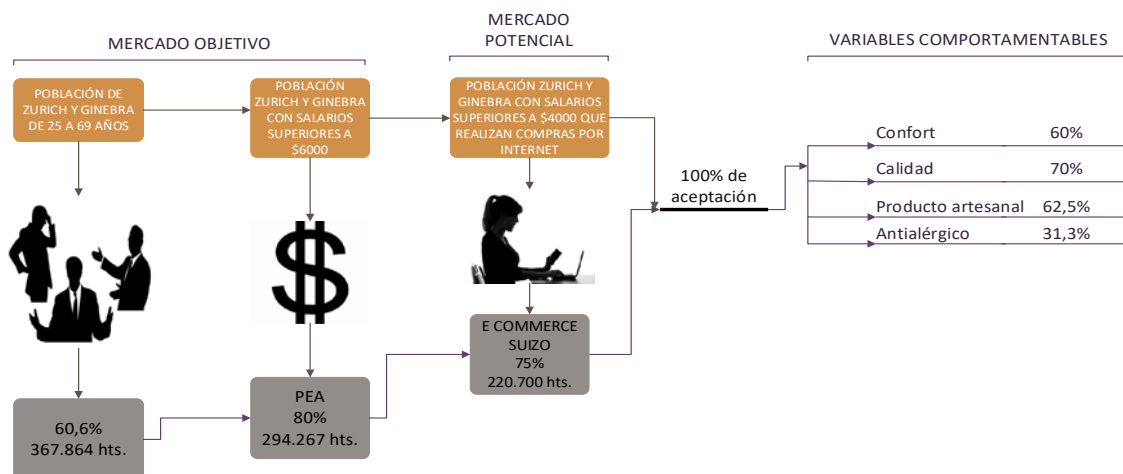 MERCADO OBJETIVO
MERCADO
POTENCIAL
VARIABLES COMPORTAMENTABLES
POBLACIÓN DE
ZURICH Y GINEBRA
DE 25 A 69 AÑOS
POBLACIÓN
ZURICH Y GINEBRA
CON SALARIOS
SUPERIORES A
$6000
POBLACIÓN ZURICH Y
GINEBRA CON SALARIOS
SUPERIORES A $4000 QUE
REALIZAN COMPRAS POR
INTERNET
100% de
aceptación
Confort 60%
Calidad 70%
Producto artesanal 62,5%
Antialérgico 31,3%
60,6%
367.864 hts.
PEA
80%
294.267 hts.
E COMMERCE
SUIZO
75%
220.700 hts.